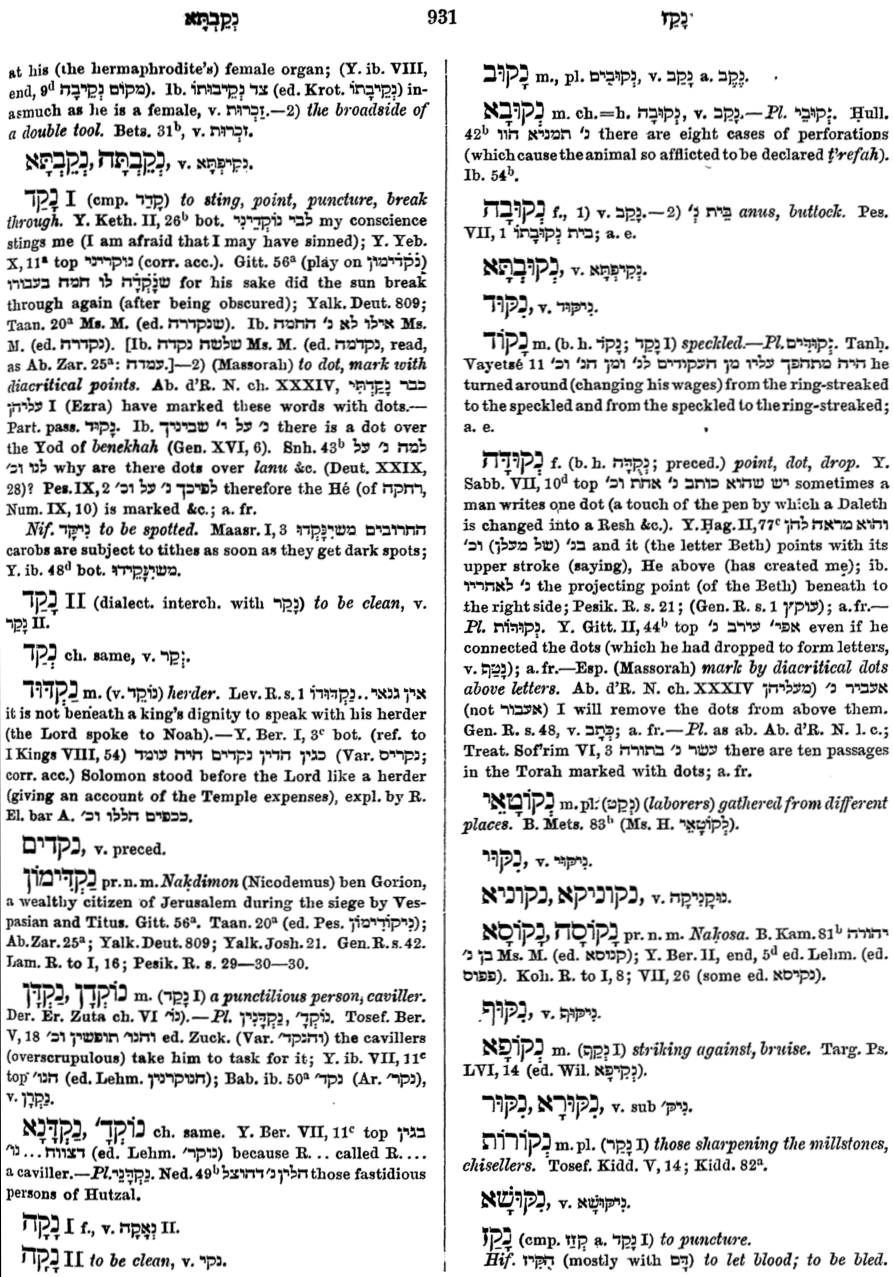 נְקֵבְתָּא 931 נָקַז
at his (the hermaphrodite's) female organ; (Y. ib. VIII,
end, 9ᵈ מקום נְקֵיבָה). Ib. צד נְקֵיבוּתוֹ (ed. Krot. נְקֵיבָתוֹ) in-
asmuch as he is a female, v. זַכְרוּת.—2) the broadside of
a double tool. Bets. 31ᵇ, v. זַכְרוּת.
נְקֵבְתָּה, נְקֵבְתָּא, v. נְקִיפְתָּא.
נָקַד I (cmp. קָדַר) to sting, point, puncture, break
through. Y. Keth. II, 26ᵇ bot. לבי נוֹקְדֵינִי my conscience
stings me (I am afraid that I may have sinned); Y. Yeb.
X, 11ᵃ top נוקריני (corr. acc.). Gitt. 56ᵃ (play on נַקְדִּימוֹן)
שנָּקְדָה לו חמה בעבורו for his sake did the sun break
through again (after being obscured); Yalk. Deut. 809;
Taan. 20ᵃ Ms. M. (ed. שנקדרה). Ib. אילו לא נ' החמה Ms.
M. (ed. נקדרה). [Ib. שלשה נקדה Ms. M. (ed. נקדמה, read,
as Ab. Zar. 25ᵃ: עמדה).]—2) (Massorah) to dot, mark with
diacritical points. Ab. d'R. N. ch. XXXIV, כבר נָקַדְתִּי
עליהן I (Ezra) have marked these words with dots.—
Part. pass. נָקוּד. Ib. נ' על י' שבינֶיךָ there is a dot over
the Yod of benekhah (Gen. XVI, 6). Snh. 43ᵇ למה נ' על
לנו וכ' why are there dots over lanu &c. (Deut. XXIX,
28)? Pes. IX, 2 לפיכך נ' על וכ' therefore the Hé (of רחקה,
Num. IX, 10) is marked &c.; a. fr.
Nif. נִיקַּד to be spotted. Maasr. I, 3 החרובים משיִנָּקְדוּ
carobs are subject to tithes as soon as they get dark spots;
Y. ib. 48ᵈ bot. משיִנָּקֵידוּ.
נָקַד II (dialect. interch. with נָקַר) to be clean, v.
נָקַר II.
נְקַד ch. same, v. נְקַר.
נַקְדּוֹד m. (v. נוֹקֵד) herder. Lev. R. s. 1 אין גנאי .. נַקְדּוֹדוֹ
it is not beneath a king's dignity to speak with his herder
(the Lord spoke to Noah).—Y. Ber. I, 3ᶜ bot. (ref. to
I Kings VIII, 54) כגין הדין נקדים היה עומד (Var. נקריס;
corr. acc.) Solomon stood before the Lord like a herder
(giving an account of the Temple expenses), expl. by R.
El. bar A. ככפים הללו וכ'.
נקדים, v. preced.
נַקְדִּימוֹן pr. n. m. Naḳdimon (Nicodemus) ben Gorion,
a wealthy citizen of Jerusalem during the siege by Ves-
pasian and Titus. Gitt. 56ᵃ. Taan. 20ᵃ (ed. Pes. נִיקוֹדֵימוֹן);
Ab. Zar. 25ᵃ; Yalk. Deut. 809; Yalk. Josh. 21. Gen. R. s. 42.
Lam. R. to I, 16; Pesik. R. s. 29—30—30.
נַקְדָּן, נוֹקְדָן m. (נָקַד I) a punctilious person, caviller.
Der. Er. Zuta ch. VI נו'.—Pl. נַקְדָּנִין, נוֹקְדָ'. Tosef. Ber.
V, 18 והנו' תופשין וכ' ed. Zuck. (Var. והנקד') the cavillers
(overscrupulous) take him to task for it; Y. ib. VII, 11ᶜ
top הנו' (ed. Lehm. הנוקרנין); Bab. ib. 50ᵃ נקד' (Ar. נקר'),
v. נַקְרָן.
נַקְדָּנָא, נוֹקְדָ' ch. same. Y. Ber. VII, 11ᶜ top בגין
דצווח ... נו' (ed. Lehm. נוקר') because R. .. called R. ...
a caviller.—Pl. נַקְדָּנֵי. Ned. 49ᵇ הלין נ' דהוצל those fastidious
persons of Hutzal.
נָקָה I f., v. נְאָקָה II.
נָקָה II to be clean, v. נקי.
נָקוּב m., pl. נְקוּבִים, v. נָקַב a. נֶקֶב.
נְקוּבָא m. ch.=h. נְקוּבָה, v. נָקַב.—Pl. נְקוּבֵי. Ḥull.
42ᵇ נ' תמניא הוו there are eight cases of perforations
(which cause the animal so afflicted to be declared ṭ'refah).
Ib. 54ᵇ.
נְקוּבָה f., 1) v. נָקַב.—2) בֵּית נְ' anus, buttock. Pes.
VII, 1 בית נְקוּבָתוֹ; a. e.
נְקוּבְתָּא, v. נְקִיפְתָּא.
נִקּוּד, v. נִיקּוּד.
נָקוֹד m. (b. h. נָקֹד; נָקַד I) speckled.—Pl. נְקוּדִּים. Tanḥ.
Vayetsé 11 היה מתהפך עליו מן העקודים לנ' ומן הנ' וכ' he
turned around (changing his wages) from the ring-streaked
to the speckled and from the speckled to the ring-streaked;
a. e.
נְקוּדָּה f. (b. h. נְקֻדָּה; preced.) point, dot, drop. Y.
Sabb. VII, 10ᵈ top יש שהוא כותב נ' אחת וכ' sometimes a
man writes one dot (a touch of the pen by which a Daleth
is changed into a Resh &c.). Y. Ḥag. II, 77ᶜ והוא מראה להן
בנ' (של מעלן) וכ' and it (the letter Beth) points with its
upper stroke (saying), He above (has created me); ib.
נ' לאחריו the projecting point (of the Beth) beneath to
the right side; Pesik. R. s. 21; (Gen. R. s. 1 עוקץ); a. fr.—
Pl. נְקוּדּוֹת. Y. Gitt. II, 44ᵇ top אפי' עירב נ' even if he
connected the dots (which he had dropped to form letters,
v. נָטַף); a. fr.—Esp. (Massorah) mark by diacritical dots
above letters. Ab. d'R. N. ch. XXXIV אעביר נ' (מעליהן)
(not אעבור) I will remove the dots from above them.
Gen. R. s. 48, v. כְּתָב; a. fr.—Pl. as ab. Ab. d'R. N. l. c.;
Treat. Sof'rim VI, 3 עשר נ' בתורה there are ten passages
in the Torah marked with dots; a. fr.
נְקוֹטָאֵי m. pl. (נְקַט) (laborers) gathered from different
places. B. Mets. 83ᵇ (Ms. H. לְקוֹטָאֵי).
נִקּוּי, v. נִיקּוּי.
נקוניקא, נקוניא, v. נוּקָנִיקָה.
נָקוֹסָה, נָקוֹסָא pr. n. m. Naḳosa. B. Kam. 81ᵇ יהודה
בן נ' Ms. M. (ed. קנוסא); Y. Ber. II, end, 5ᵈ ed. Lehm. (ed.
פפוס). Koh. R. to I, 8; VII, 26 (some ed. נקיסא).
נִקּוּף, v. נִיקּוּף.
נְקוֹפָא m. (נָקַף I) striking against, bruise. Targ. Ps.
LVI, 14 (ed. Wil. נְקִיפָא).
נִקּוּר, נִקּוּרָא, v. sub נִיק'.
נָקוֹרוֹת m. pl. (נָקַר I) those sharpening the millstones,
chisellers. Tosef. Kidd. V, 14; Kidd. 82ᵃ.
נִקּוּשָׁא, v. נִיקּוּשָׁא.
נָקַז (cmp. קְוַז a. נָקַד I) to puncture.
Hif. הִקִּיז (mostly with דָּם) to let blood; to be bled.